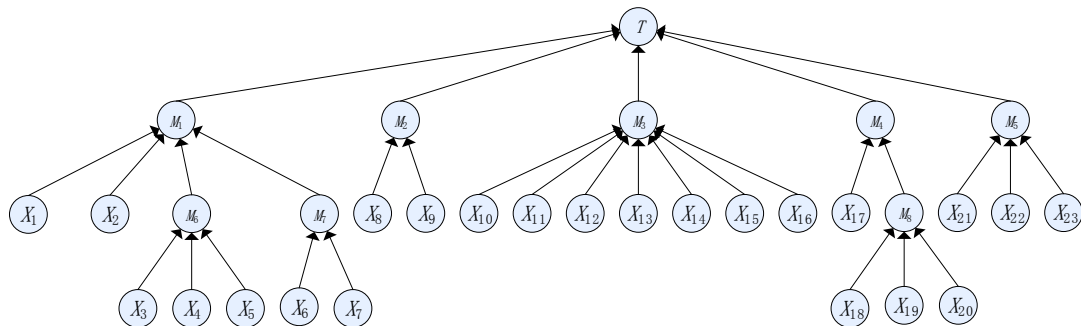 T
M₁ M₂ M₃ M₄ M₅
X₁ X₂ M₆ M₇ X₈ X₉ X₁₀ X₁₁ X₁₂ X₁₃ X₁₄ X₁₅ X₁₆ X₁₇ M₈ X₂₁ X₂₂ X₂₃
X₃ X₄ X₅ X₆ X₇ X₁₈ X₁₉ X₂₀